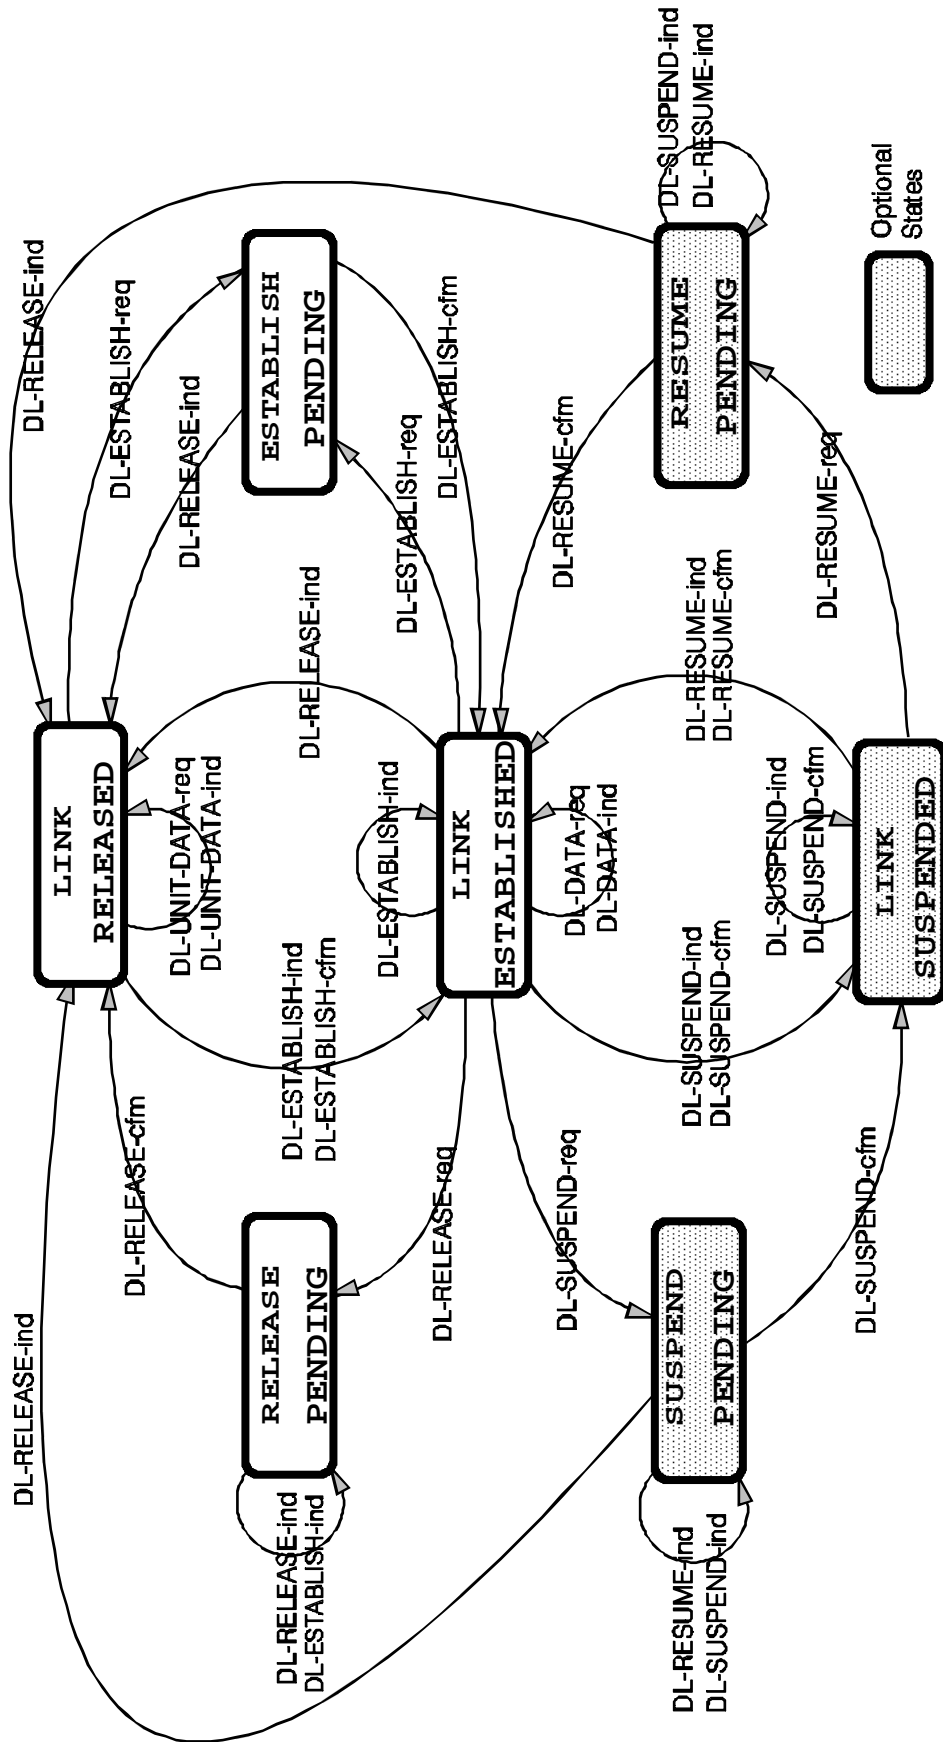 DL-RELEASE-ind
DL-RELEASE-ind
LINK
RELEASED
DL-RELEASE-cfm
DL-UNIT-DATA-req
DL-UNIT-DATA-ind
DL-RELEASE-ind
DL-ESTABLISH-req
RELEASE
PENDING
DL-RELEASE-ind
DL-ESTABLISH-ind
DL-ESTABLISH-ind
DL-ESTABLISH-cfm
DL-RELEASE-ind
ESTABLISH
PENDING
DL-RELEASE-req
DL-ESTABLISH-ind
DL-ESTABLISH-req
DL-ESTABLISH-cfm
LINK
ESTABLISHED
DL-SUSPEND-req
DL-DATA-req
DL-DATA-ind
DL-RESUME-cfm
SUSPEND
PENDING
DL-RESUME-ind
DL-SUSPEND-ind
DL-SUSPEND-ind
DL-SUSPEND-cfm
DL-RESUME-ind
DL-RESUME-cfm
RESUME
PENDING
DL-SUSPEND-ind
DL-RESUME-ind
DL-SUSPEND-cfm
DL-SUSPEND-ind
DL-SUSPEND-cfm
DL-RESUME-req
LINK
SUSPENDED
Optional
States